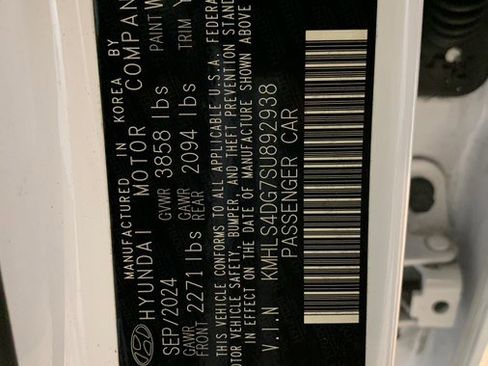 MANUFACTURED IN KOREA BY
HYUNDAI MOTOR COMPAN
SEP/2024 GVWR 3858 lbs PAINT W
GAWR FRONT 2271 lbs GAWR REAR 2094 lbs TRIM Y
THIS VEHICLE CONFORMS TO ALL APPLICABLE U.S.A. FEDERAL
MOTOR VEHICLE SAFETY, BUMPER, AND THEFT PREVENTION STANDA
IN EFFECT ON THE DATE OF MANUFACTURE SHOWN ABOVE
V.I.N KMHLS4DG7SU892938
PASSENGER CAR